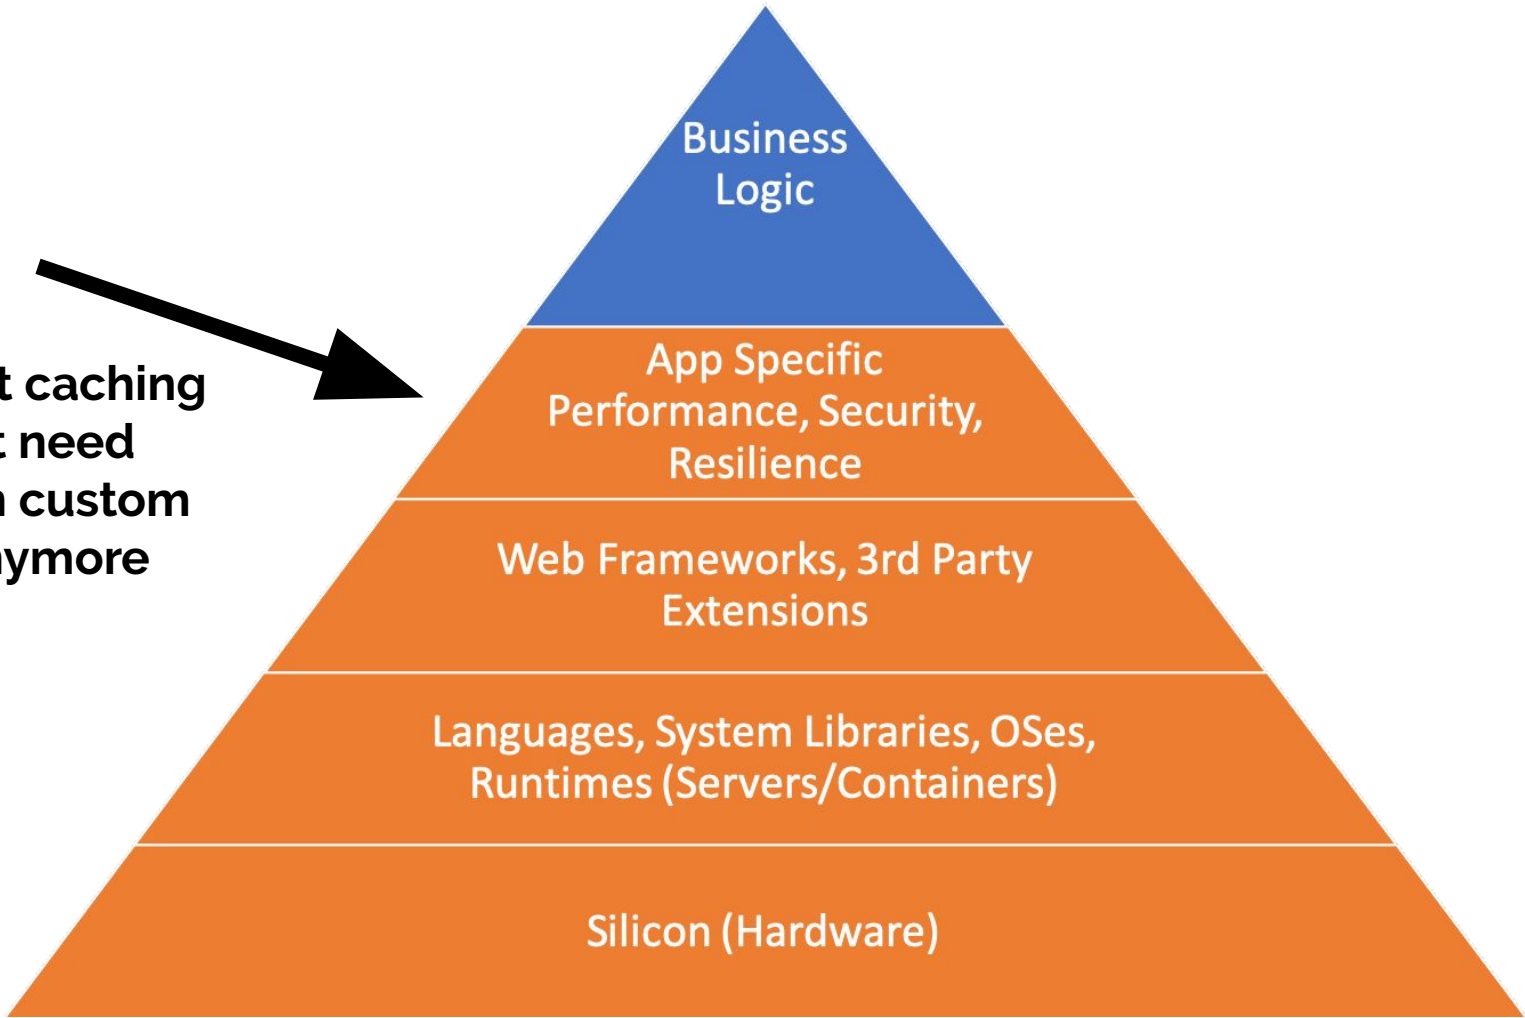 Business
Logic
App Specific
Performance, Security,
Resilience
caching
need
custom
Web Frameworks, 3rd Party
Extensions
Languages, System Libraries, OSes,
Runtimes (Servers/Containers)
Silicon (Hardware)